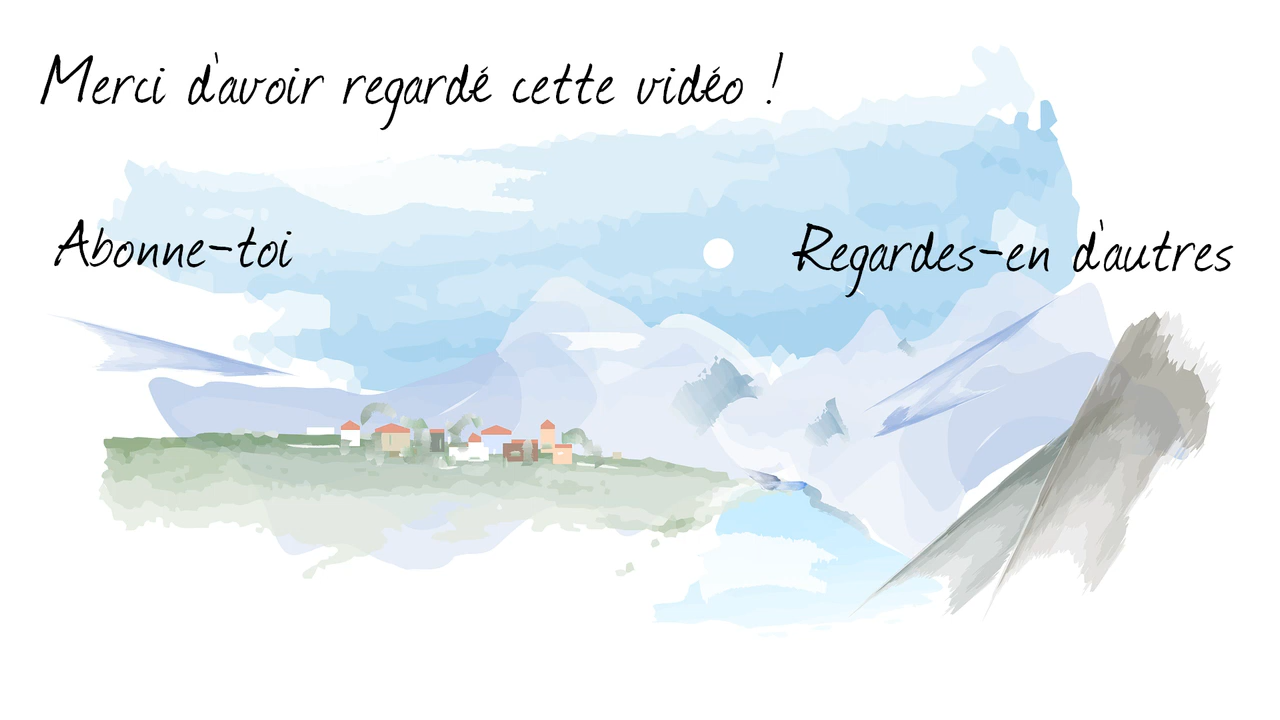 Merci d'avoir regardé cette vidéo !
Abonne-toi
Regardes-en d'autres